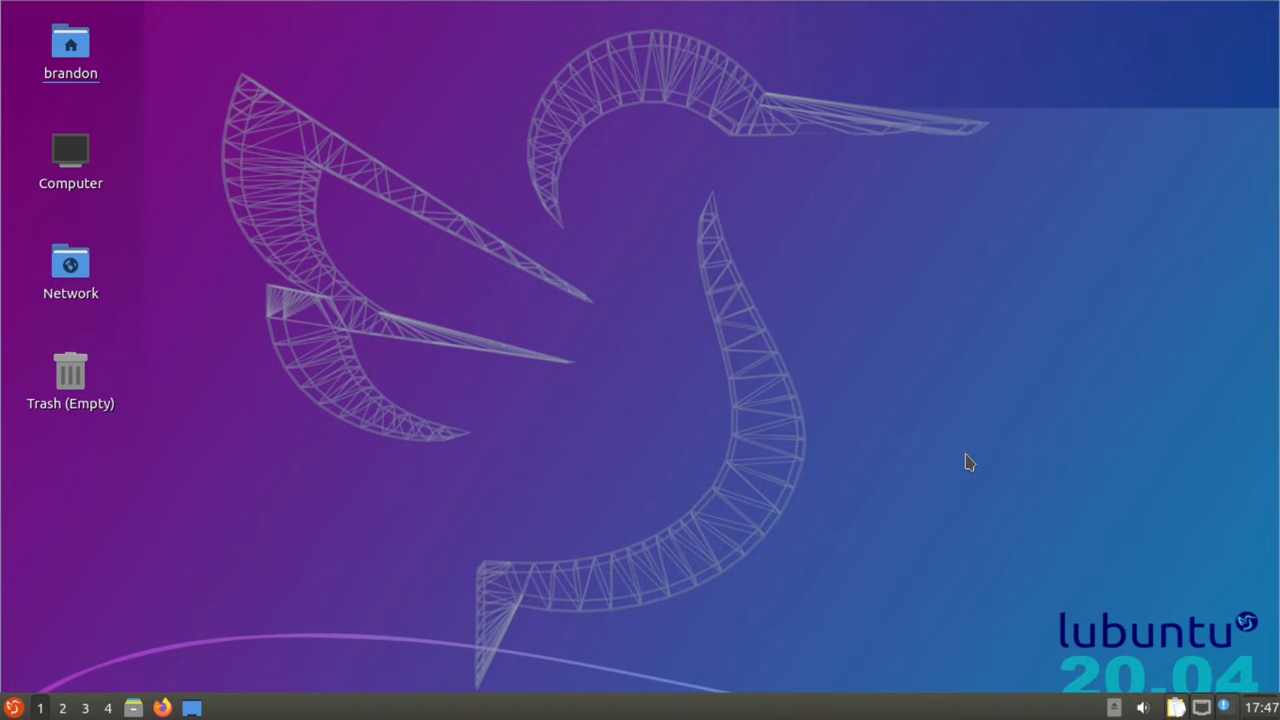 brandon
Computer
Network
Trash (Empty)
lubuntu
20.04
1 2 3 4
17:47